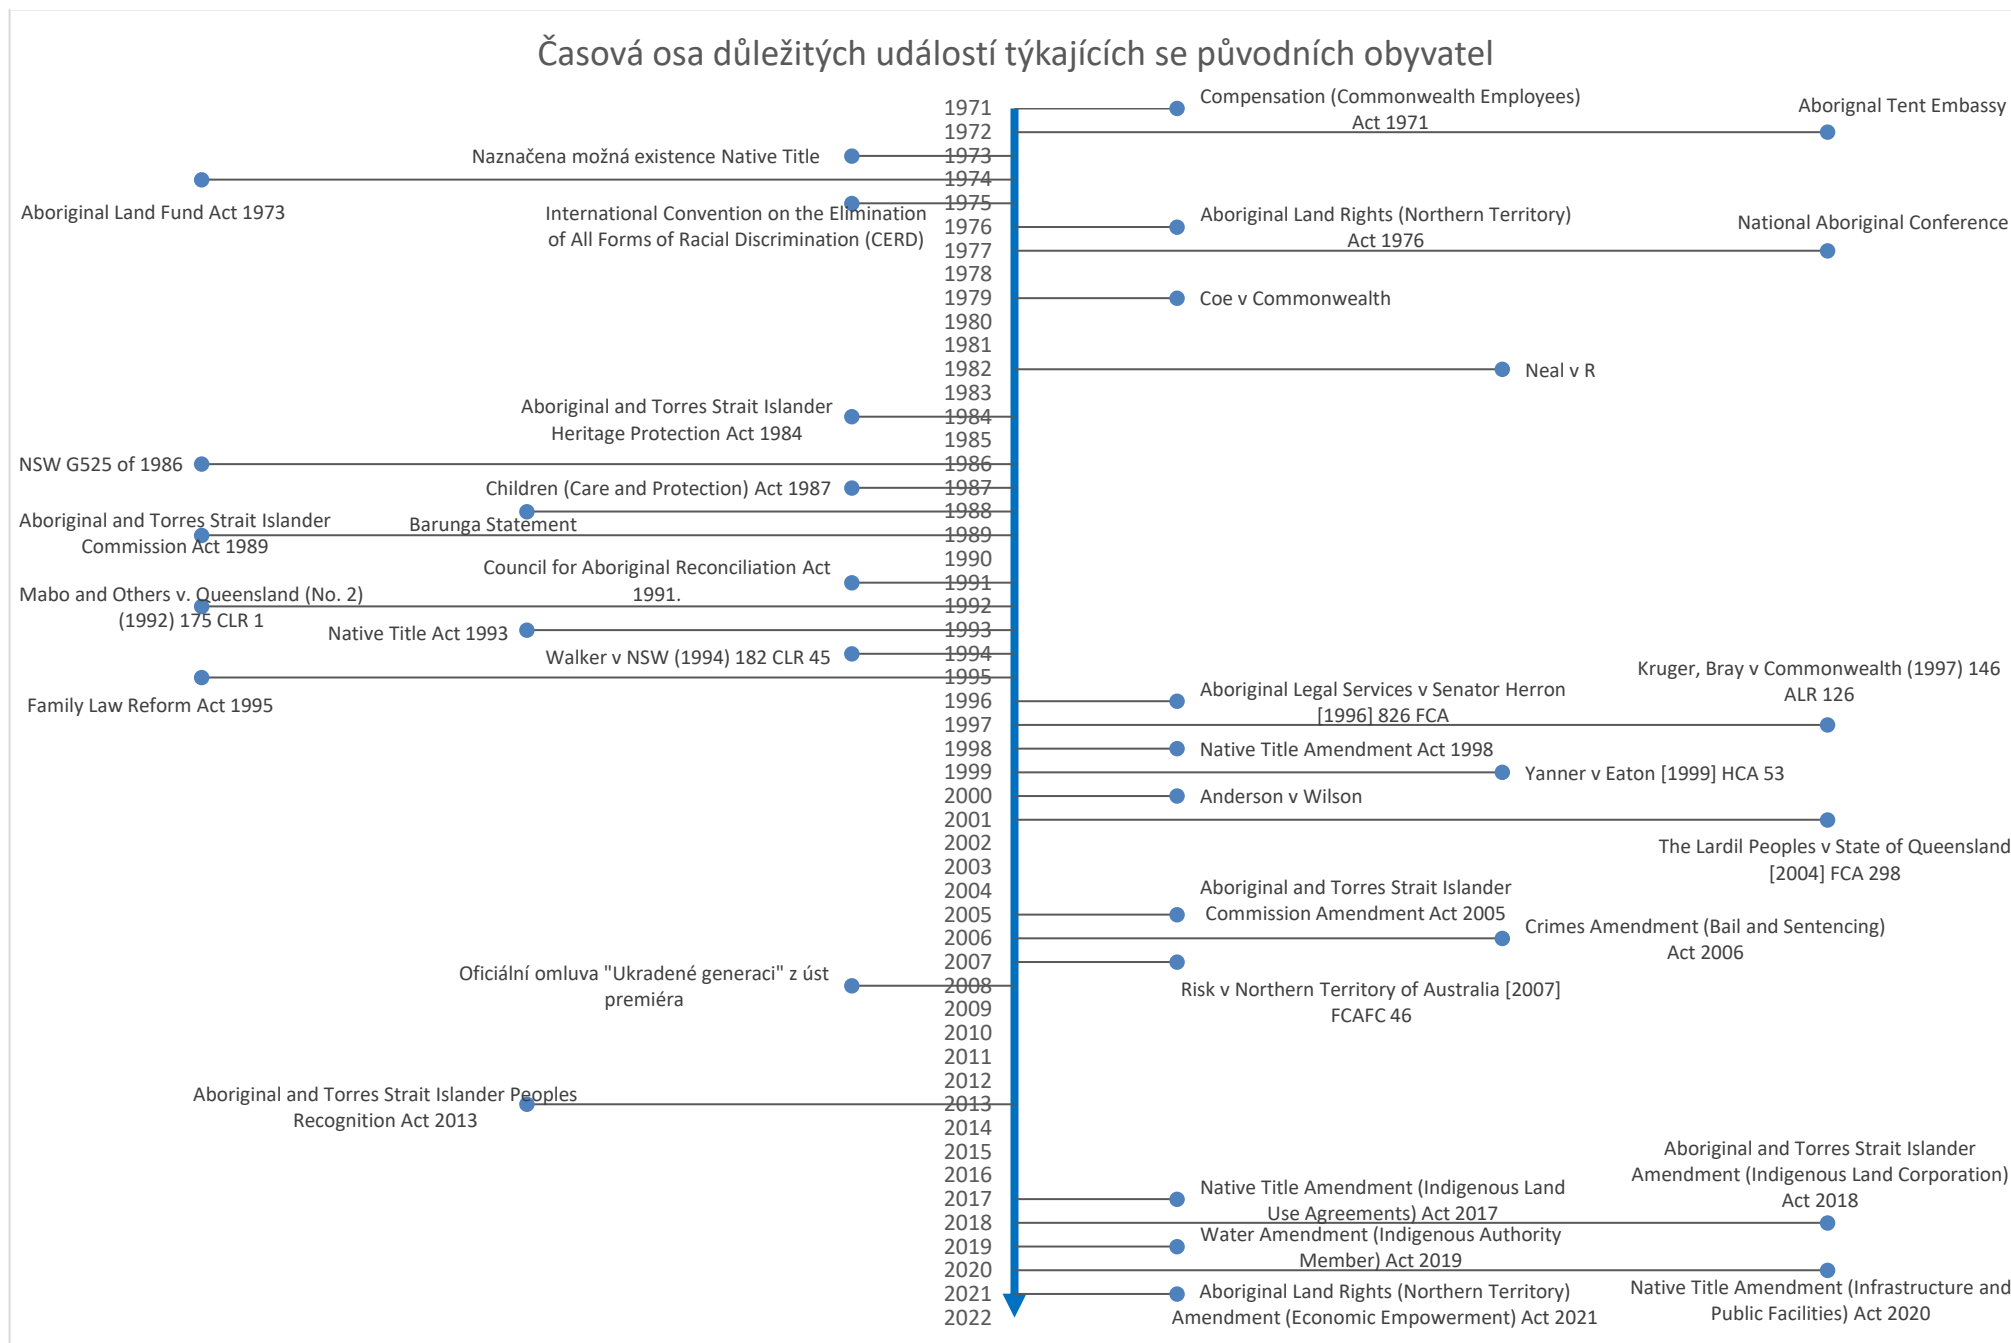 Časová osa důležitých událostí týkajících se původních obyvatel
1971
Compensation (Commonwealth Employees)
Act 1971
Aborignal Tent Embassy
1972
Naznačena možná existence Native Title
1973
1974
Aboriginal Land Fund Act 1973
1975
International Convention on the Elimination
of All Forms of Racial Discrimination (CERD)
1976
Aboriginal Land Rights (Northern Territory)
Act 1976
National Aboriginal Conference
1977
1978
1979
Coe v Commonwealth
1980
1981
1982
Neal v R
1983
Aboriginal and Torres Strait Islander
Heritage Protection Act 1984
1984
1985
NSW G525 of 1986
1986
Children (Care and Protection) Act 1987
1987
1988
Barunga Statement
Aboriginal and Torres Strait Islander
Commission Act 1989
1989
1990
Council for Aboriginal Reconciliation Act
1991.
1991
Mabo and Others v. Queensland (No. 2)
(1992) 175 CLR 1
1992
Native Title Act 1993
1993
Walker v NSW (1994) 182 CLR 45
1994
1995
Family Law Reform Act 1995
1996
Aboriginal Legal Services v Senator Herron
[1996] 826 FCA
Kruger, Bray v Commonwealth (1997) 146
ALR 126
1997
1998
Native Title Amendment Act 1998
1999
Yanner v Eaton [1999] HCA 53
2000
Anderson v Wilson
2001
The Lardil Peoples v State of Queensland
[2004] FCA 298
2002
2003
2004
Aboriginal and Torres Strait Islander
Commission Amendment Act 2005
2005
2006
Crimes Amendment (Bail and Sentencing)
Act 2006
2007
Risk v Northern Territory of Australia [2007]
FCAFC 46
Oficiální omluva "Ukradené generaci" z úst
premiéra
2008
2009
2010
2011
2012
Aboriginal and Torres Strait Islander Peoples
Recognition Act 2013
2013
2014
2015
2016
2017
Native Title Amendment (Indigenous Land
Use Agreements) Act 2017
Aboriginal and Torres Strait Islander
Amendment (Indigenous Land Corporation)
Act 2018
2018
2019
Water Amendment (Indigenous Authority
Member) Act 2019
2020
Native Title Amendment (Infrastructure and
Public Facilities) Act 2020
2021
Aboriginal Land Rights (Northern Territory)
Amendment (Economic Empowerment) Act 2021
2022